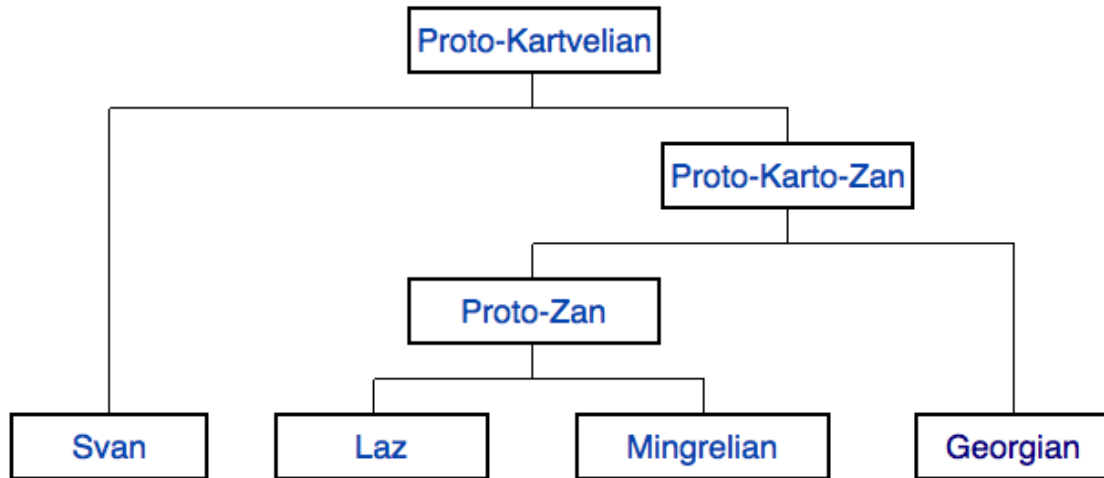 Proto-Kartvelian
Proto-Karto-Zan
Proto-Zan
Svan
Laz
Mingrelian
Georgian